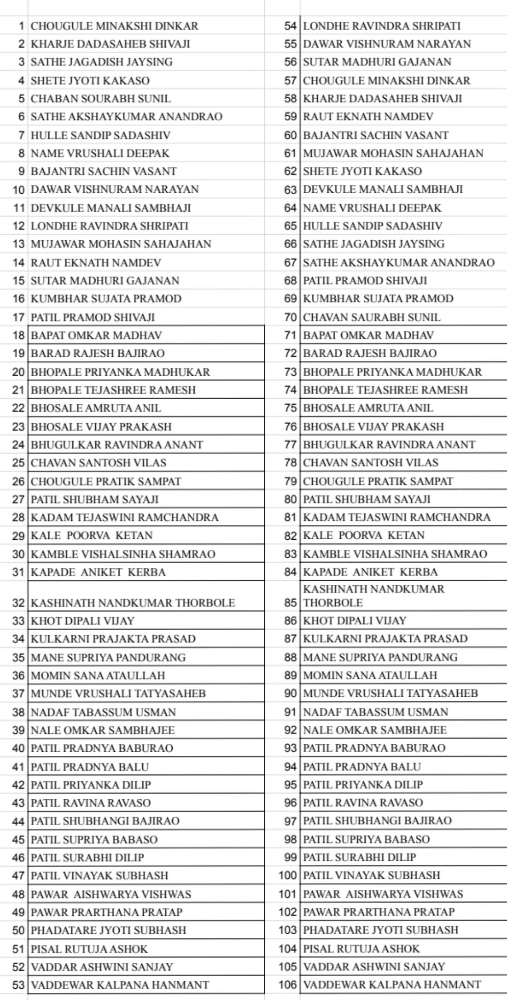 1 CHOUGULE MINAKSHI DINKAR
2 KHARJE DADASAHEB SHIVAJI
3 SATHE JAGADISH JAYSING
4 SHETE JYOTI KAKASO
5 CHABAN SOURABH SUNIL
6 SATHE AKSHAYKUMAR ANANDRAO
7 HULLE SANDIP SADASHIV
8 NAME VRUSHALI DEEPAK
9 BAJANTRI SACHIN VASANT
10 DAWAR VISHNURAM NARAYAN
11 DEVKULE MANALI SAMBHAJI
12 LONDHE RAVINDRA SHRIPATI
13 MUJAWAR MOHASIN SAHAJAHAN
14 RAUT EKNATH NAMDEV
15 SUTAR MADHURI GAJANAN
16 KUMBHAR SUJATA PRAMOD
17 PATIL PRAMOD SHIVAJI
18 BAPAT OMKAR MADHAV
19 BARAD RAJESH BAJIRAO
20 BHOPALE PRIYANKA MADHUKAR
21 BHOPALE TEJASHREE RAMESH
22 BHOSALE AMRUTA ANIL
23 BHOSALE VIJAY PRAKASH
24 BHUGULKAR RAVINDRA ANANT
25 CHAVAN SANTOSH VILAS
26 CHOUGULE PRATIK SAMPAT
27 PATIL SHUBHAM SAYAJI
28 KADAM TEJASWINI RAMCHANDRA
29 KALE POORVA KETAN
30 KAMBLE VISHALSINHA SHAMRAO
31 KAPADE ANIKET KERBA
32 KASHINATH NANDKUMAR THORBOLE
33 KHOT DIPALI VIJAY
34 KULKARNI PRAJAKTA PRASAD
35 MANE SUPRIYA PANDURANG
36 MOMIN SANA ATAULLAH
37 MUNDE VRUSHALI TATYASAHEB
38 NADAF TABASSUM USMAN
39 NALE OMKAR SAMBHAJEE
40 PATIL PRADNYA BABURAO
41 PATIL PRADNYA BALU
42 PATIL PRIYANKA DILIP
43 PATIL RAVINA RAVASO
44 PATIL SHUBHANGI BAJIRAO
45 PATIL SUPRIYA BABASO
46 PATIL SURABHI DILIP
47 PATIL VINAYAK SUBHASH
48 PAWAR AISHWARYA VISHWAS
49 PAWAR PRARTHANA PRATAP
50 PHADATARE JYOTI SUBHASH
51 PISAL RUTUJA ASHOK
52 VADDAR ASHWINI SANJAY
53 VADDEWAR KALPANA HANMANT
54 LONDHE RAVINDRA SHRIPATI
55 DAWAR VISHNURAM NARAYAN
56 SUTAR MADHURI GAJANAN
57 CHOUGULE MINAKSHI DINKAR
58 KHARJE DADASAHEB SHIVAJI
59 RAUT EKNATH NAMDEV
60 BAJANTRI SACHIN VASANT
61 MUJAWAR MOHASIN SAHAJAHAN
62 SHETE JYOTI KAKASO
63 DEVKULE MANALI SAMBHAJI
64 NAME VRUSHALI DEEPAK
65 HULLE SANDIP SADASHIV
66 SATHE JAGADISH JAYSING
67 SATHE AKSHAYKUMAR ANANDRAO
68 PATIL PRAMOD SHIVAJI
69 KUMBHAR SUJATA PRAMOD
70 CHAVAN SAURABH SUNIL
71 BAPAT OMKAR MADHAV
72 BARAD RAJESH BAJIRAO
73 BHOPALE PRIYANKA MADHUKAR
74 BHOPALE TEJASHREE RAMESH
75 BHOSALE AMRUTA ANIL
76 BHOSALE VIJAY PRAKASH
77 BHUGULKAR RAVINDRA ANANT
78 CHAVAN SANTOSH VILAS
79 CHOUGULE PRATIK SAMPAT
80 PATIL SHUBHAM SAYAJI
81 KADAM TEJASWINI RAMCHANDRA
82 KALE POORVA KETAN
83 KAMBLE VISHALSINHA SHAMRAO
84 KAPADE ANIKET KERBA
KASHINATH NANDKUMAR
85 THORBOLE
86 KHOT DIPALI VIJAY
87 KULKARNI PRAJAKTA PRASAD
88 MANE SUPRIYA PANDURANG
89 MOMIN SANA ATAULLAH
90 MUNDE VRUSHALI TATYASAHEB
91 NADAF TABASSUM USMAN
92 NALE OMKAR SAMBHAJEE
93 PATIL PRADNYA BABURAO
94 PATIL PRADNYA BALU
95 PATIL PRIYANKA DILIP
96 PATIL RAVINA RAVASO
97 PATIL SHUBHANGI BAJIRAO
98 PATIL SUPRIYA BABASO
99 PATIL SURABHI DILIP
100 PATIL VINAYAK SUBHASH
101 PAWAR AISHWARYA VISHWAS
102 PAWAR PRARTHANA PRATAP
103 PHADATARE JYOTI SUBHASH
104 PISAL RUTUJA ASHOK
105 VADDAR ASHWINI SANJAY
106 VADDEWAR KALPANA HANMANT